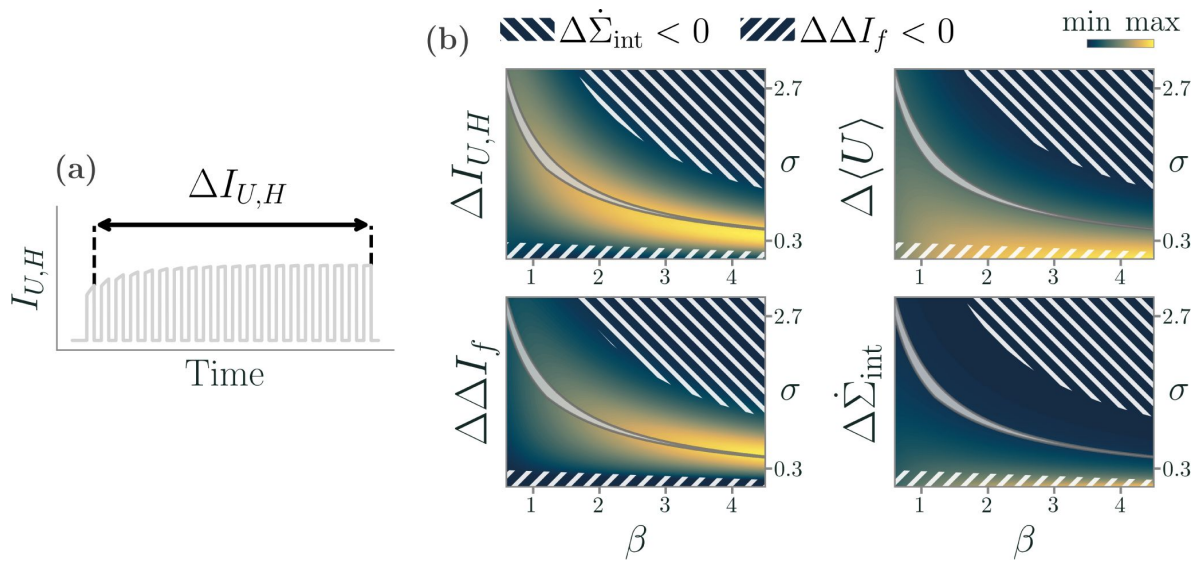 (a)
ΔI_{U,H}
I_{U,H}
Time
(b)
ΔΣ̇_int < 0
ΔΔI_f < 0
min max
ΔI_{U,H}
2.7
σ
0.3
1 2 3 4
Δ⟨U⟩
2.7
σ
0.3
1 2 3 4
ΔΔI_f
2.7
σ
0.3
1 2 3 4
β
ΔΣ̇_int
2.7
σ
0.3
1 2 3 4
β